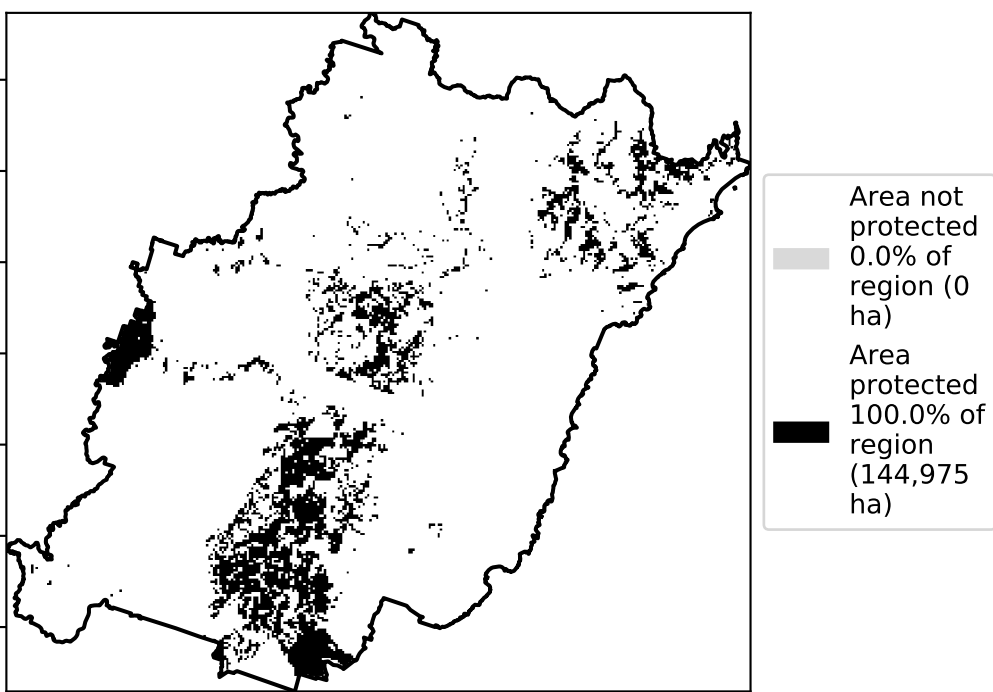 Area not
protected
0.0% of
region (0
ha)
Area
protected
100.0% of
region
(144,975
ha)